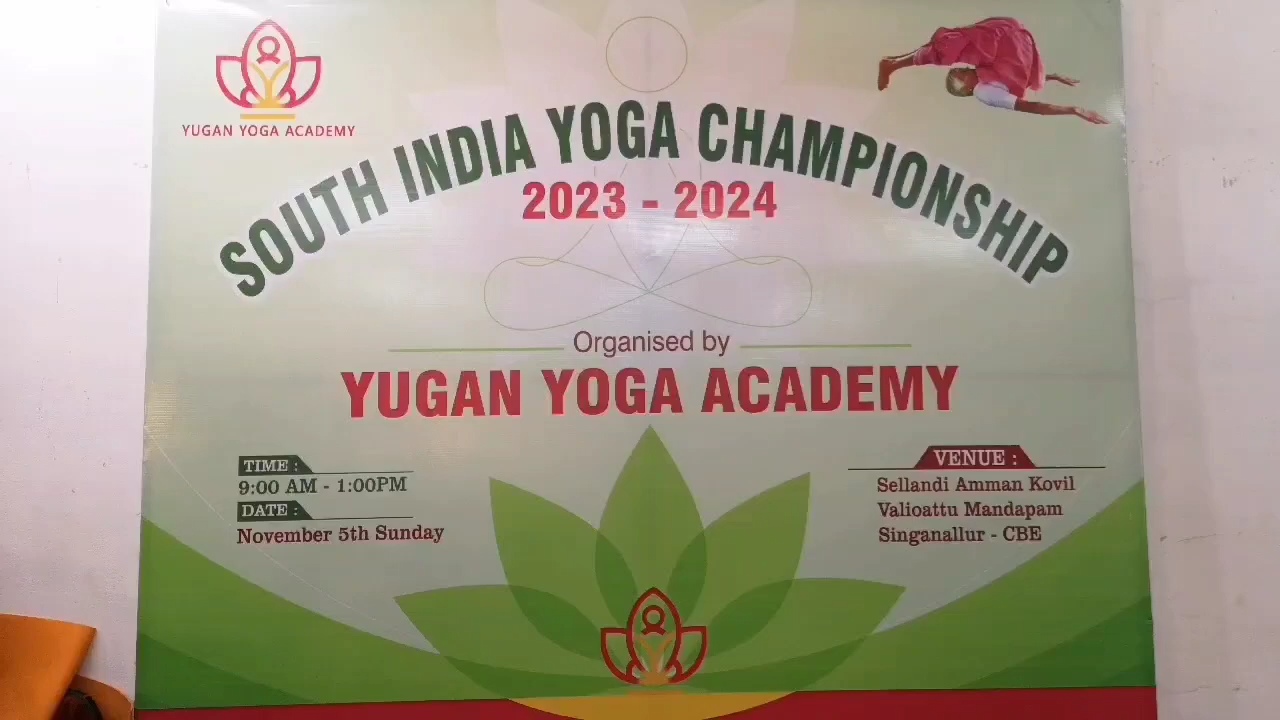 YUGAN YOGA ACADEMY
SOUTH INDIA YOGA CHAMPIONSHIP
2023 - 2024
Organised by
YUGAN YOGA ACADEMY
TIME :
9:00 AM - 1:00PM
DATE :
November 5th Sunday
VENUE :
Sellandi Amman Kovil
Valioattu Mandapam
Singanallur - CBE